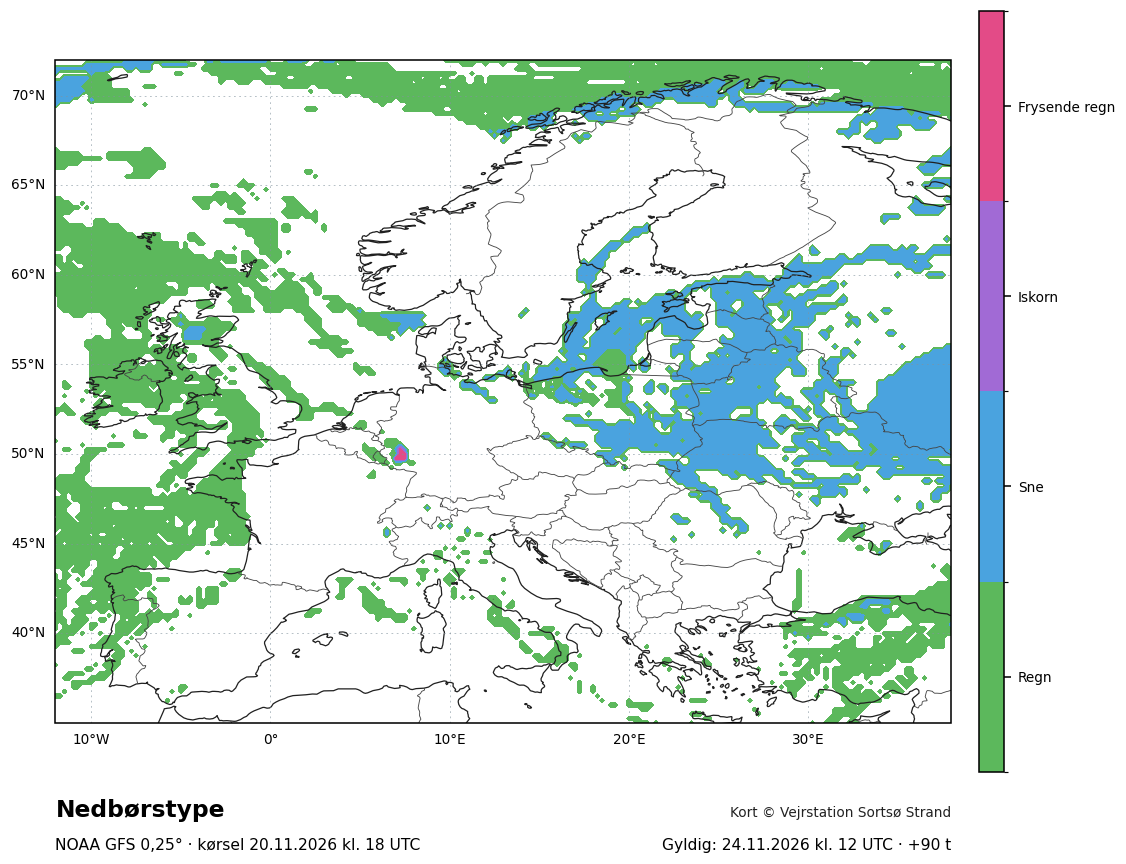 Frysende regn
Iskorn
Sne
Regn
70°N
65°N
60°N
55°N
50°N
45°N
40°N
10°W
0°
10°E
20°E
30°E
Nedbørstype
Kort © Vejrstation Sortsø Strand
NOAA GFS 0,25° · kørsel 20.11.2026 kl. 18 UTC
Gyldig: 24.11.2026 kl. 12 UTC · +90 t